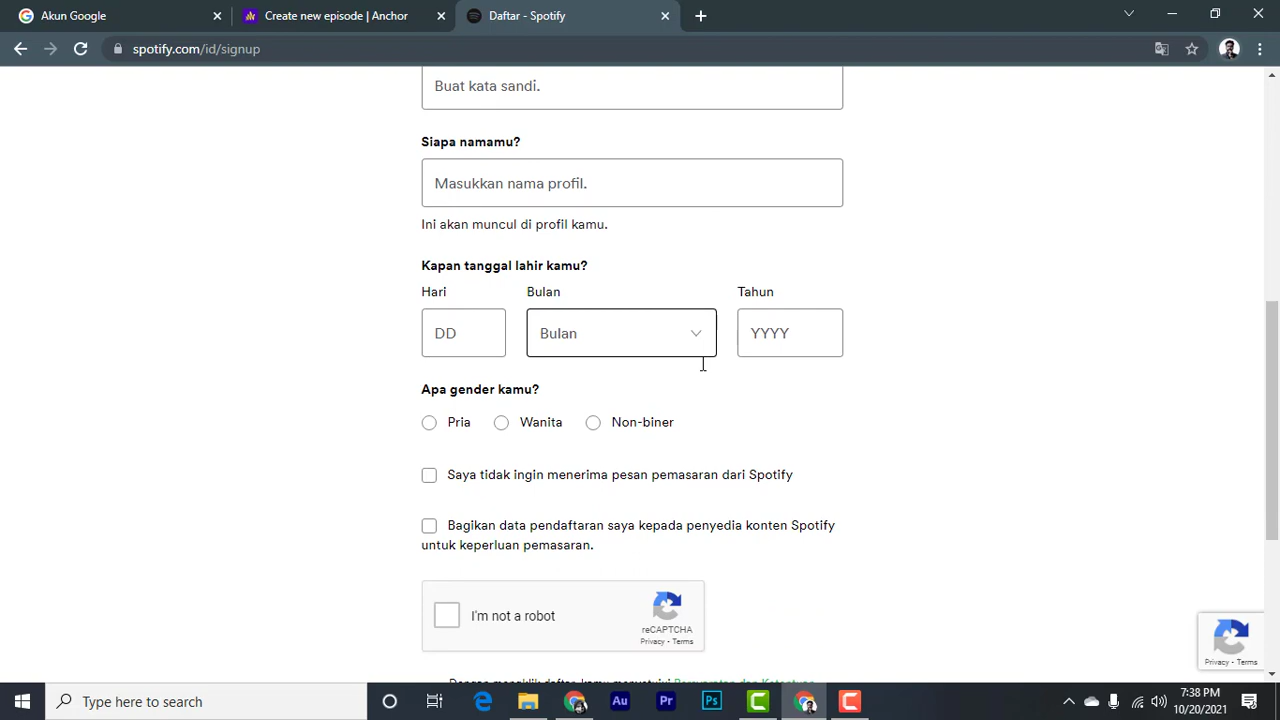 Akun Google
Create new episode | Anchor
Daftar - Spotify
spotify.com/id/signup
Buat kata sandi.
Siapa namamu?
Masukkan nama profil.
Ini akan muncul di profil kamu.
Kapan tanggal lahir kamu?
Hari
Bulan
Tahun
DD
Bulan
YYYY
Apa gender kamu?
Pria
Wanita
Non-biner
Saya tidak ingin menerima pesan pemasaran dari Spotify
Bagikan data pendaftaran saya kepada penyedia konten Spotify
untuk keperluan pemasaran.
I'm not a robot
reCAPTCHA
Privacy - Terms
Privacy - Terms
Type here to search
Au
Pr
Ps
7:38 PM
10/20/2021